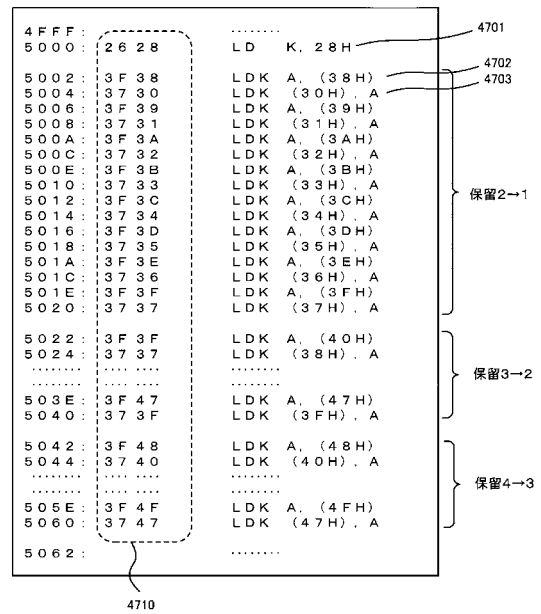 4FFF: ........
5000: 2628 LD K, 28H 4701
5002: 3F38 LDK A, (38H) 4702
5004: 3730 LDK (30H), A 4703
5006: 3F39 LDK A, (39H)
5008: 3731 LDK (31H), A
500A: 3F3A LDK A, (3AH)
500C: 3732 LDK (32H), A
500E: 3F3B LDK A, (3BH)
5010: 3733 LDK (33H), A
5012: 3F3C LDK A, (3CH)
5014: 3734 LDK (34H), A
5016: 3F3D LDK A, (3DH)
5018: 3735 LDK (35H), A
501A: 3F3E LDK A, (3EH)
501C: 3736 LDK (36H), A
501E: 3F3F LDK A, (3FH)
5020: 3737 LDK (37H), A
保留2→1
5022: 3F3F LDK A, (40H)
5024: 3737 LDK (38H), A
........ .... .... ........
........ .... .... ........
503E: 3F47 LDK A, (47H)
5040: 373F LDK (3FH), A
保留3→2
5042: 3F48 LDK A, (48H)
5044: 3740 LDK (40H), A
........ .... .... ........
........ .... .... ........
505E: 3F4F LDK A, (4FH)
5060: 3747 LDK (47H), A
保留4→3
5062: ........
4710